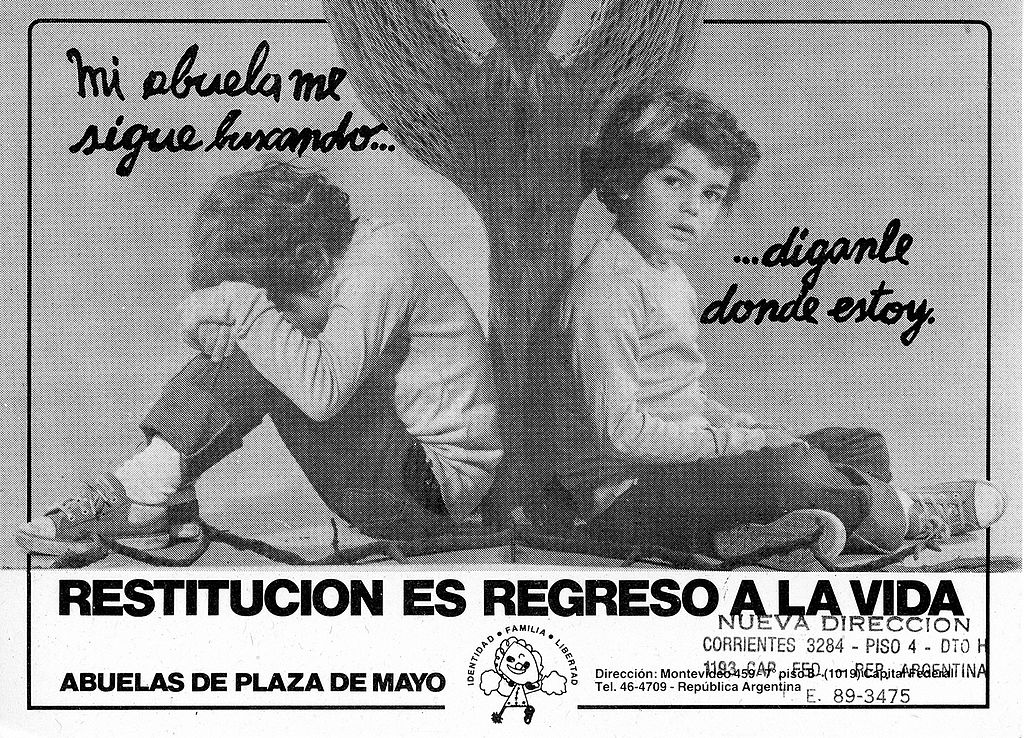 Mi abuela me
sigue buscando...
...diganle
donde estoy.
RESTITUCION ES REGRESO A LA VIDA
ABUELAS DE PLAZA DE MAYO
IDENTIDAD • FAMILIA • LIBERTAD
NUEVA DIRECCION
CORRIENTES 3284 - PISO 4 - DTO H
1193 CAP. FED. - REP. ARGENTINA
E. 89-3475
Dirección: Montevideo 459 - piso B - (1019) Capital Federal
Tel. 46-4709 - República Argentina